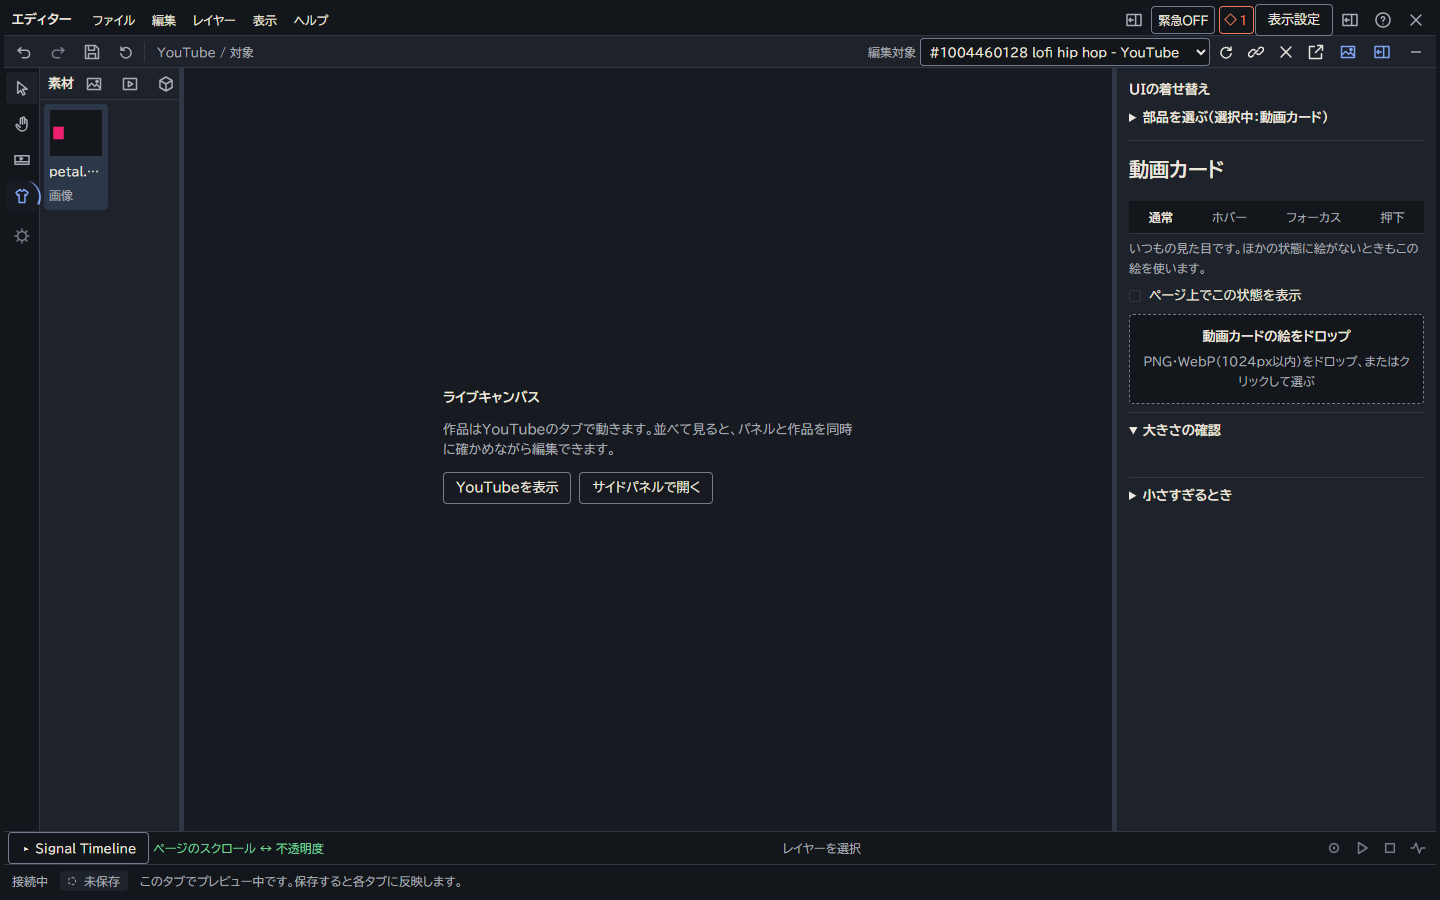 エディター ファイル 編集 レイヤー 表示 ヘルプ 緊急OFF 1 表示設定
YouTube / 対象 編集対象 #1004460128 lofi hip hop - YouTube
素材
petal.…
画像
ライブキャンバス
作品はYouTubeのタブで動きます。並べて見ると、パネルと作品を同時
に確かめながら編集できます。
YouTubeを表示 サイドパネルで開く
UIの着せ替え
部品を選ぶ(選択中:動画カード)
動画カード
通常 ホバー フォーカス 押下
いつもの見た目です。ほかの状態に絵がないときもこの
絵を使います。
ページ上でこの状態を表示
動画カードの絵をドロップ
PNG・WebP(1024px以内)をドロップ、またはク
リックして選ぶ
大きさの確認
小さすぎるとき
Signal Timeline ページのスクロール ↔ 不透明度 レイヤーを選択
接続中 未保存 このタブでプレビュー中です。保存すると各タブに反映します。